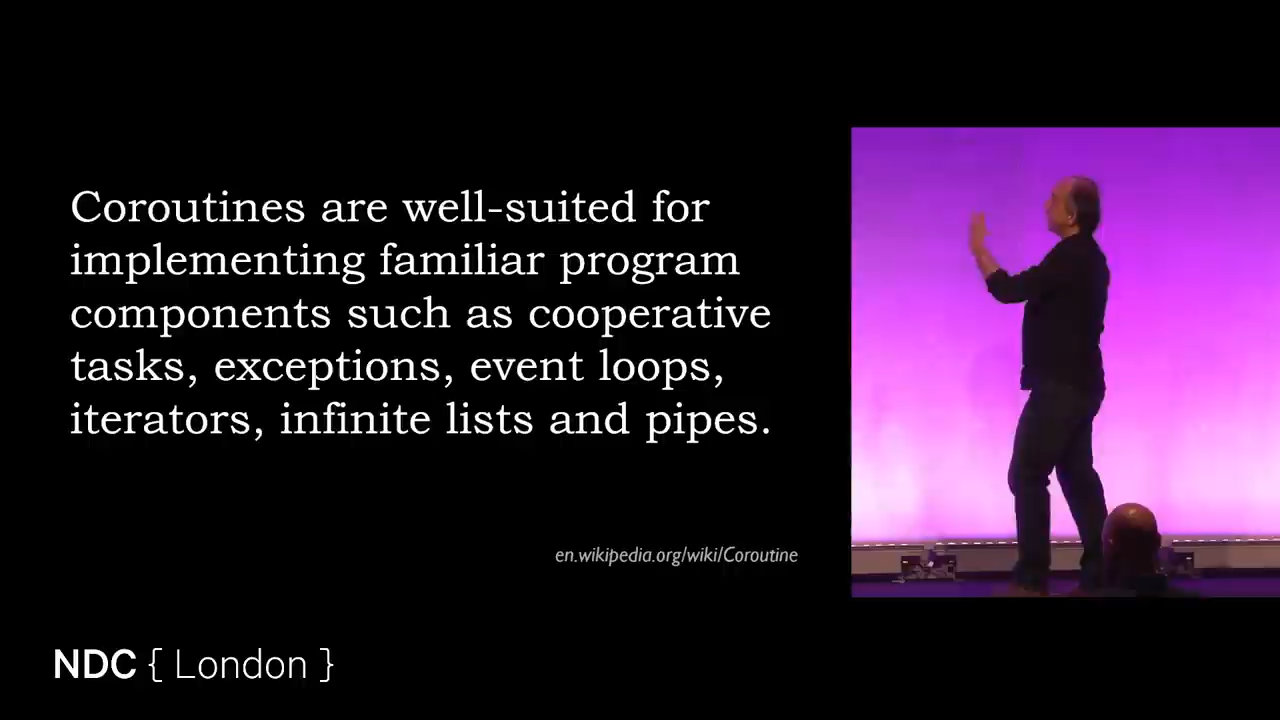 Coroutines are well-suited for
implementing familiar program
components such as cooperative
tasks, exceptions, event loops,
iterators, infinite lists and pipes.
en.wikipedia.org/wiki/Coroutine
NDC { London }